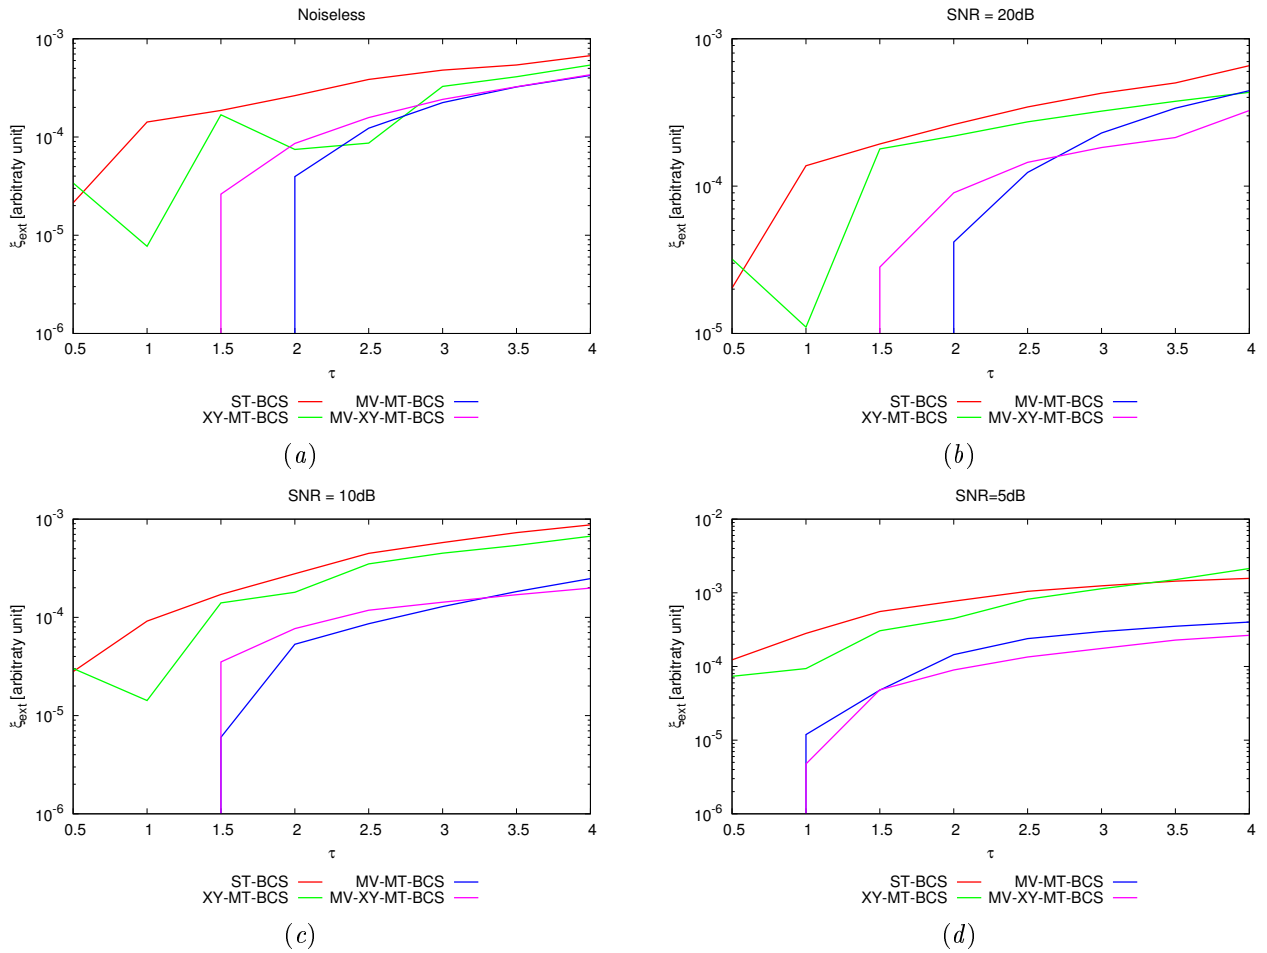 Noiseless
10^-3
10^-4
10^-5
10^-6
ξ_ext [arbitraty unit]
0.5 1 1.5 2 2.5 3 3.5 4
τ
ST-BCS MV-MT-BCS
XY-MT-BCS MV-XY-MT-BCS
(a)
SNR = 20dB
10^-3
10^-4
10^-5
ξ_ext [arbitraty unit]
0.5 1 1.5 2 2.5 3 3.5 4
τ
ST-BCS MV-MT-BCS
XY-MT-BCS MV-XY-MT-BCS
(b)
SNR = 10dB
10^-3
10^-4
10^-5
10^-6
ξ_ext [arbitraty unit]
0.5 1 1.5 2 2.5 3 3.5 4
τ
ST-BCS MV-MT-BCS
XY-MT-BCS MV-XY-MT-BCS
(c)
SNR=5dB
10^-2
10^-3
10^-4
10^-5
10^-6
ξ_ext [arbitraty unit]
0.5 1 1.5 2 2.5 3 3.5 4
τ
ST-BCS MV-MT-BCS
XY-MT-BCS MV-XY-MT-BCS
(d)